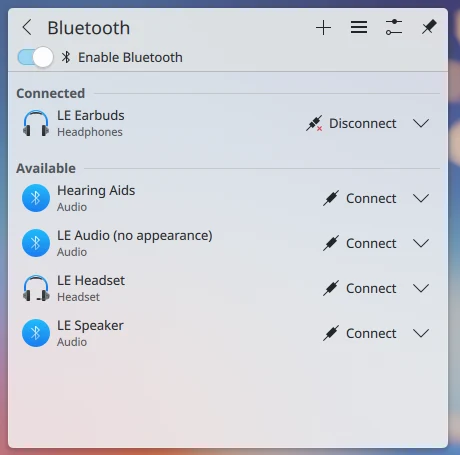 Bluetooth
Enable Bluetooth
Connected
LE Earbuds
Headphones
Disconnect
Available
Hearing Aids
Audio
Connect
LE Audio (no appearance)
Audio
Connect
LE Headset
Headset
Connect
LE Speaker
Audio
Connect